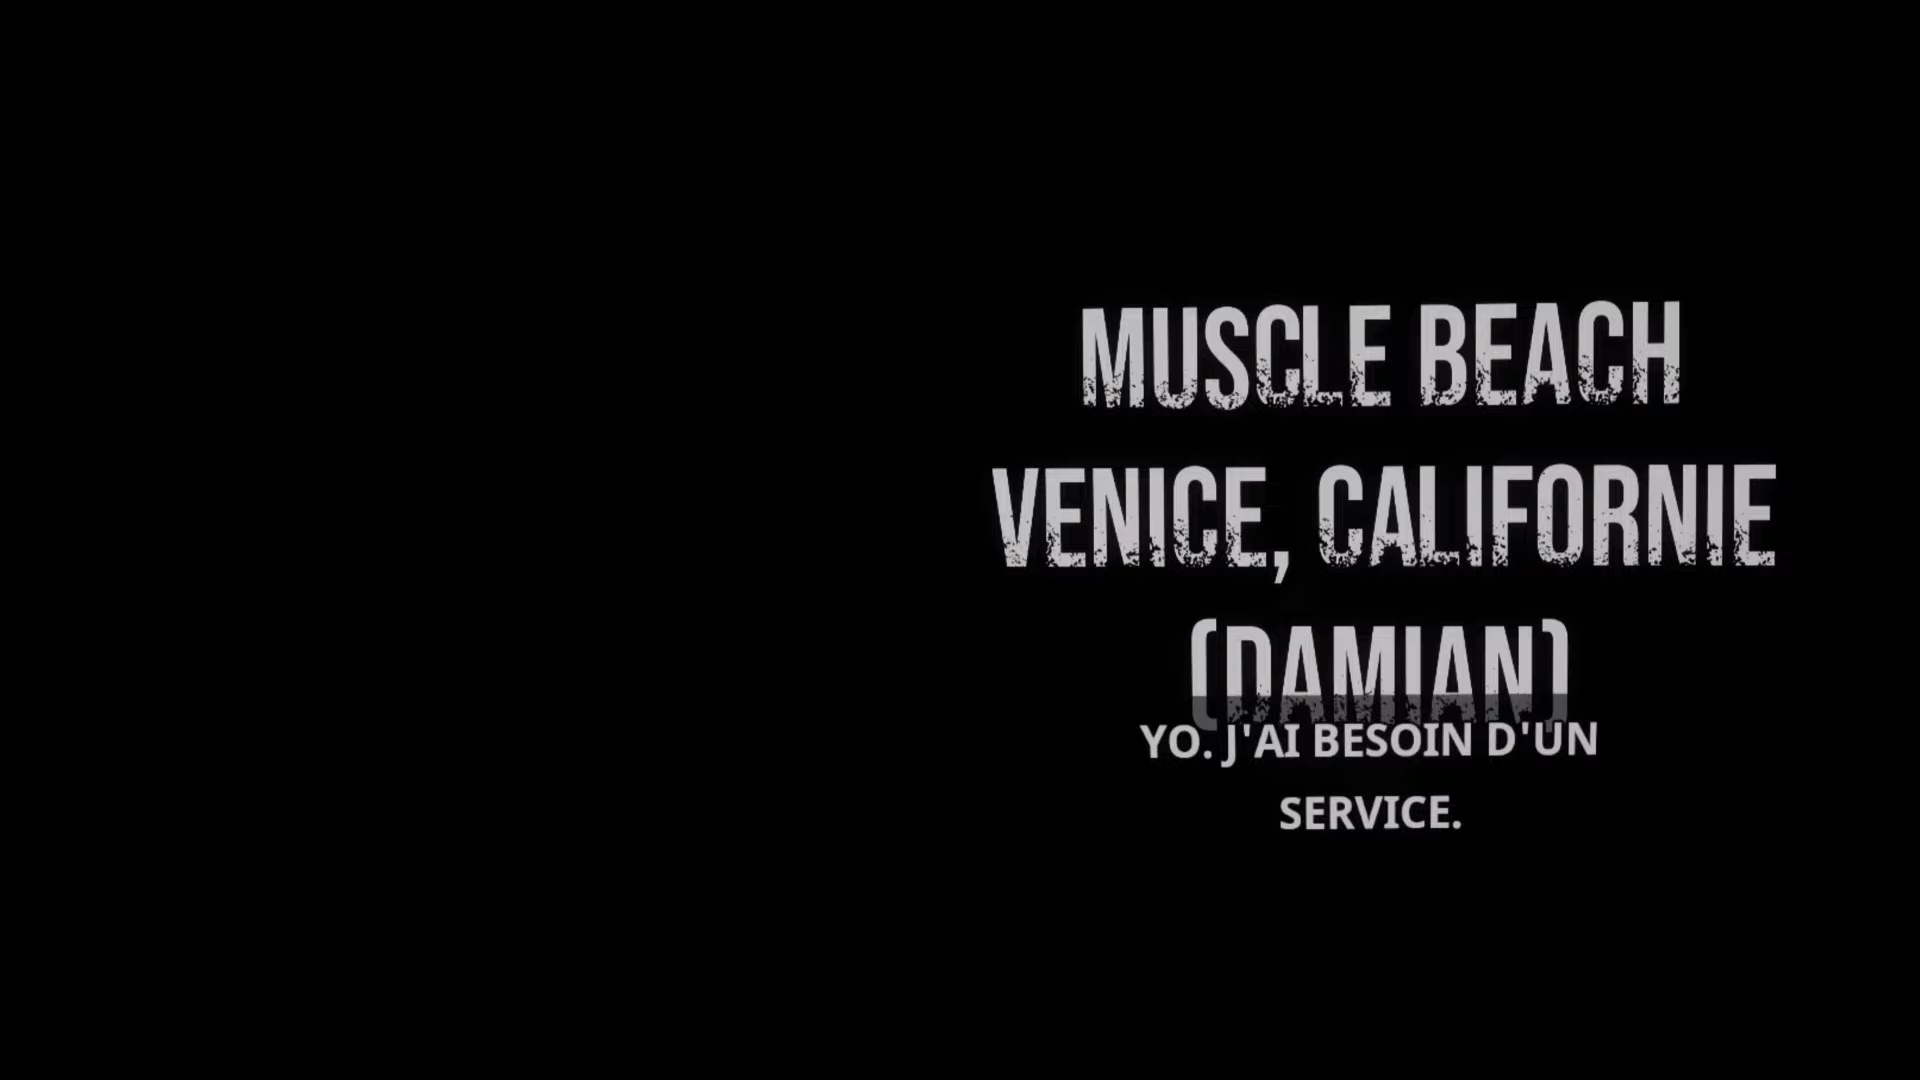 MUSCLE BEACH
VENICE, CALIFORNIE
(DAMIAN)
YO. J'AI BESOIN D'UN
SERVICE.